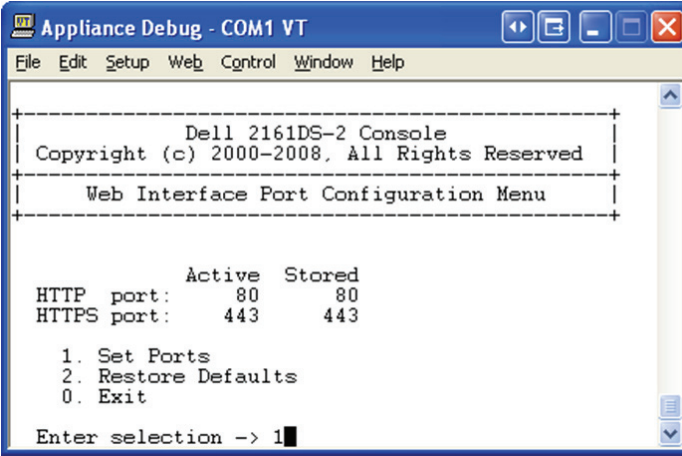 VT Appliance Debug - COM1 VT
File Edit Setup Web Control Window Help
+--------------------------------------------------+
| Dell 2161DS-2 Console |
| Copyright (c) 2000-2008, All Rights Reserved |
+--------------------------------------------------+
| Web Interface Port Configuration Menu |
+--------------------------------------------------+
Active Stored
HTTP port: 80 80
HTTPS port: 443 443
1. Set Ports
2. Restore Defaults
0. Exit
Enter selection -> 1